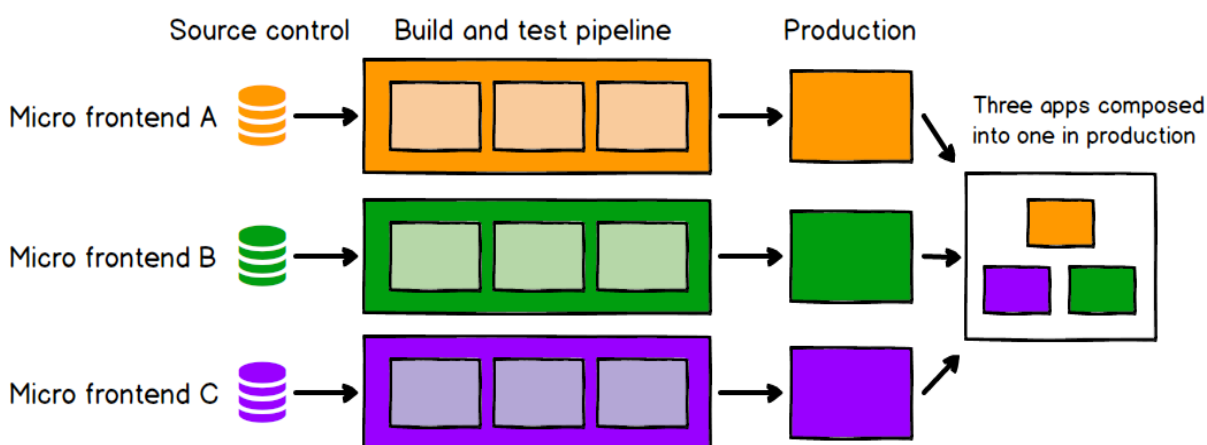 Source control
Build and test pipeline
Production
Micro frontend A
Three apps composed
into one in production
Micro frontend B
Micro frontend C